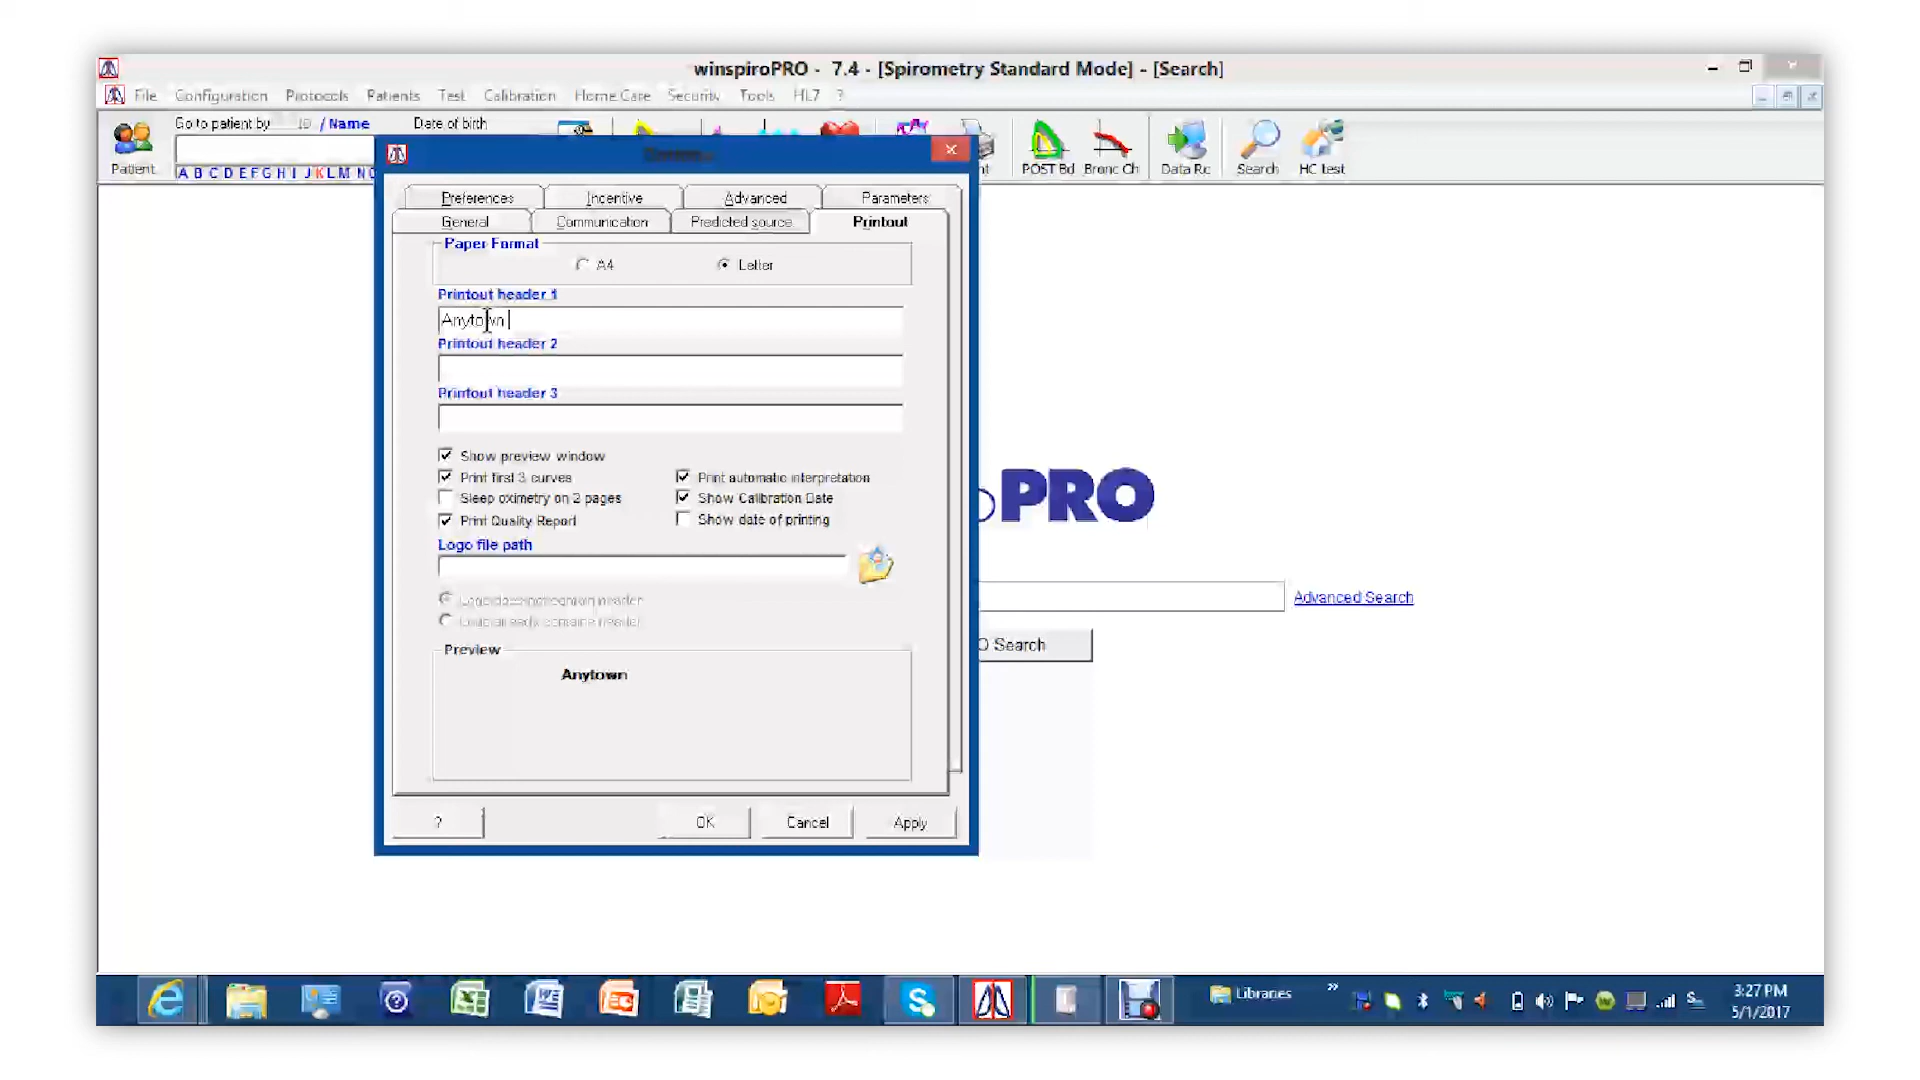 winspiroPRO - 7.4 - [Spirometry Standard Mode] - [Search]
File Configuration Protocols Patients Test Calibration Home Care Security Tools HL7 ?
Go to patient by ID / Name Date of birth
Patient
A B C D E F G H I J K L M N O
POST Bd Bronc Ch Data Rc Search HC test
Preferences Incentive Advanced Parameters
General Communication Predicted source Printout
Paper Format
A4 Letter
Printout header 1
Anytown
Printout header 2
Printout header 3
Show preview window
Print first 3 curves Print automatic interpretation
Sleep oximetry on 2 pages Show Calibration Date
Print Quality Report Show date of printing
Logo file path
Logo already contains header
Preview
Anytown
? OK Cancel Apply
PRO
Advanced Search
O Search
Libraries
3:27 PM
5/1/2017